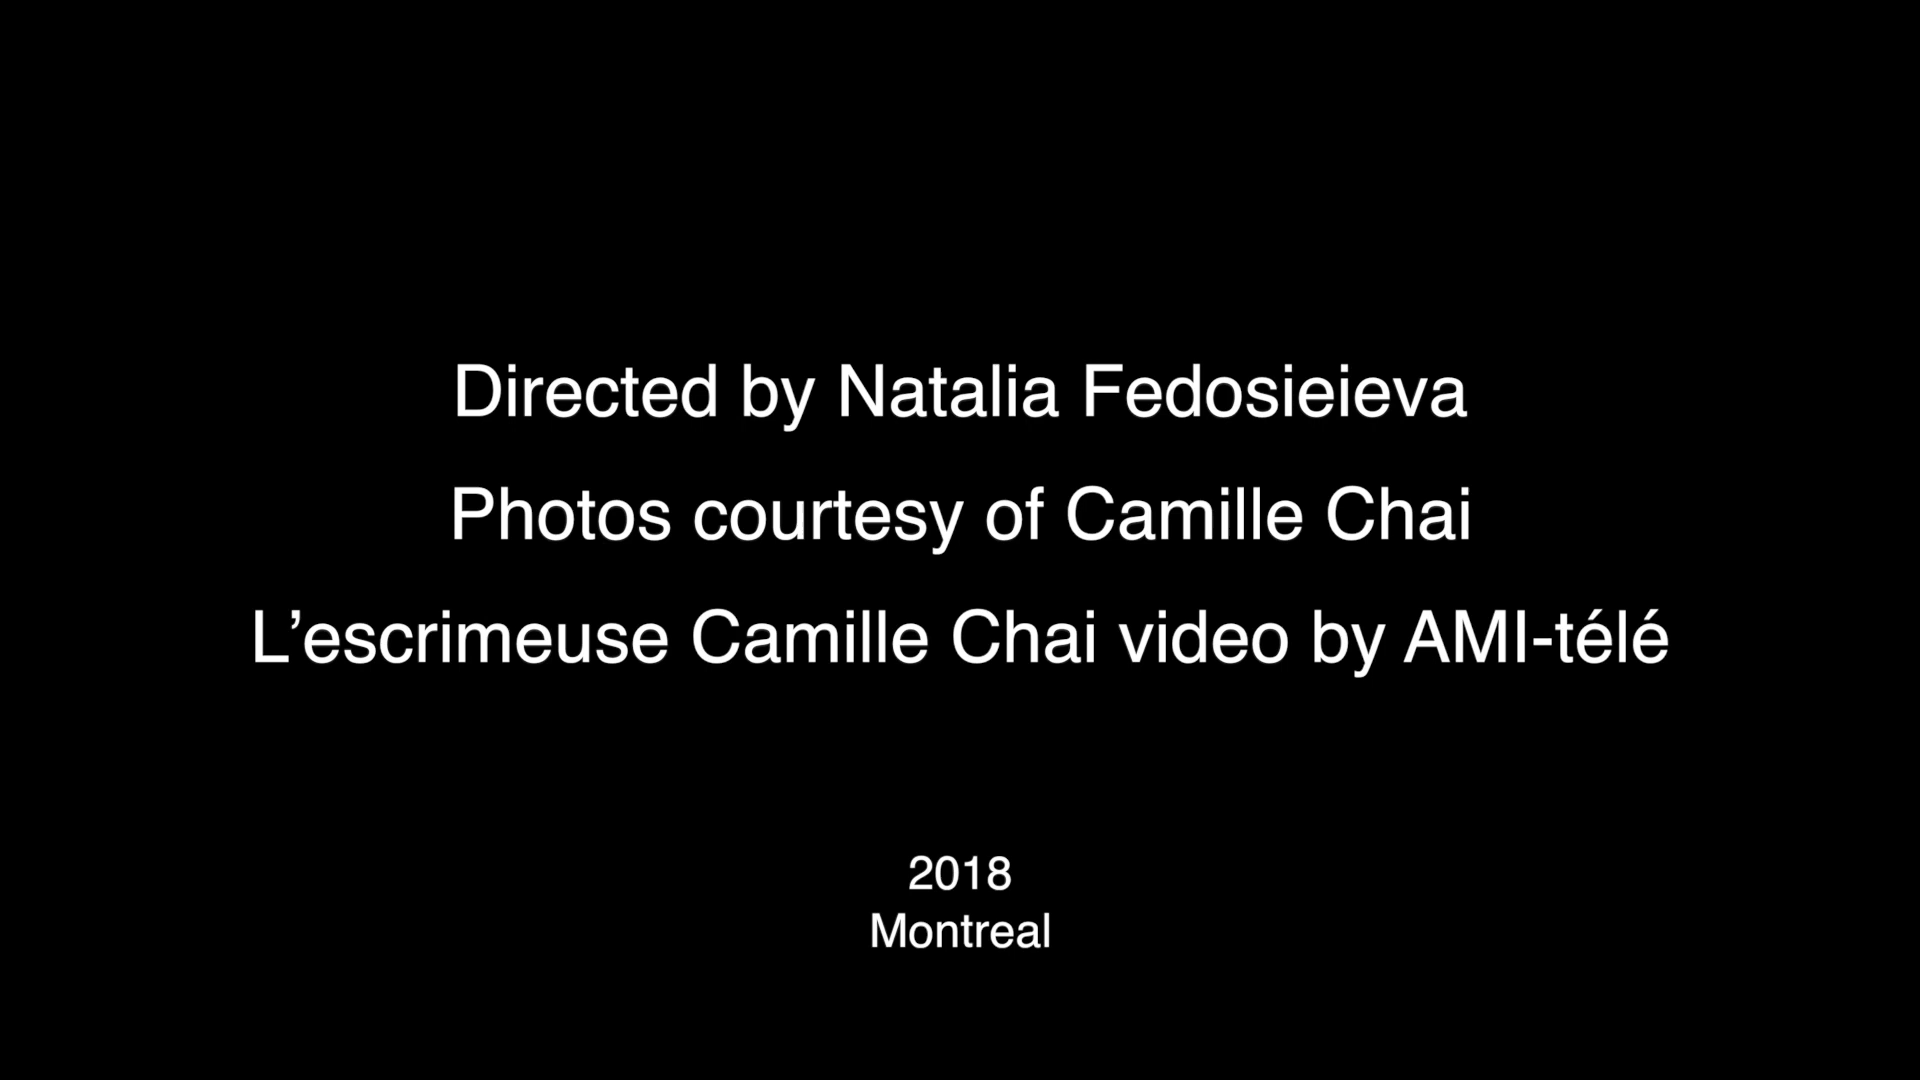 Directed by Natalia Fedosieieva
Photos courtesy of Camille Chai
L’escrimeuse Camille Chai video by AMI-télé
2018
Montreal